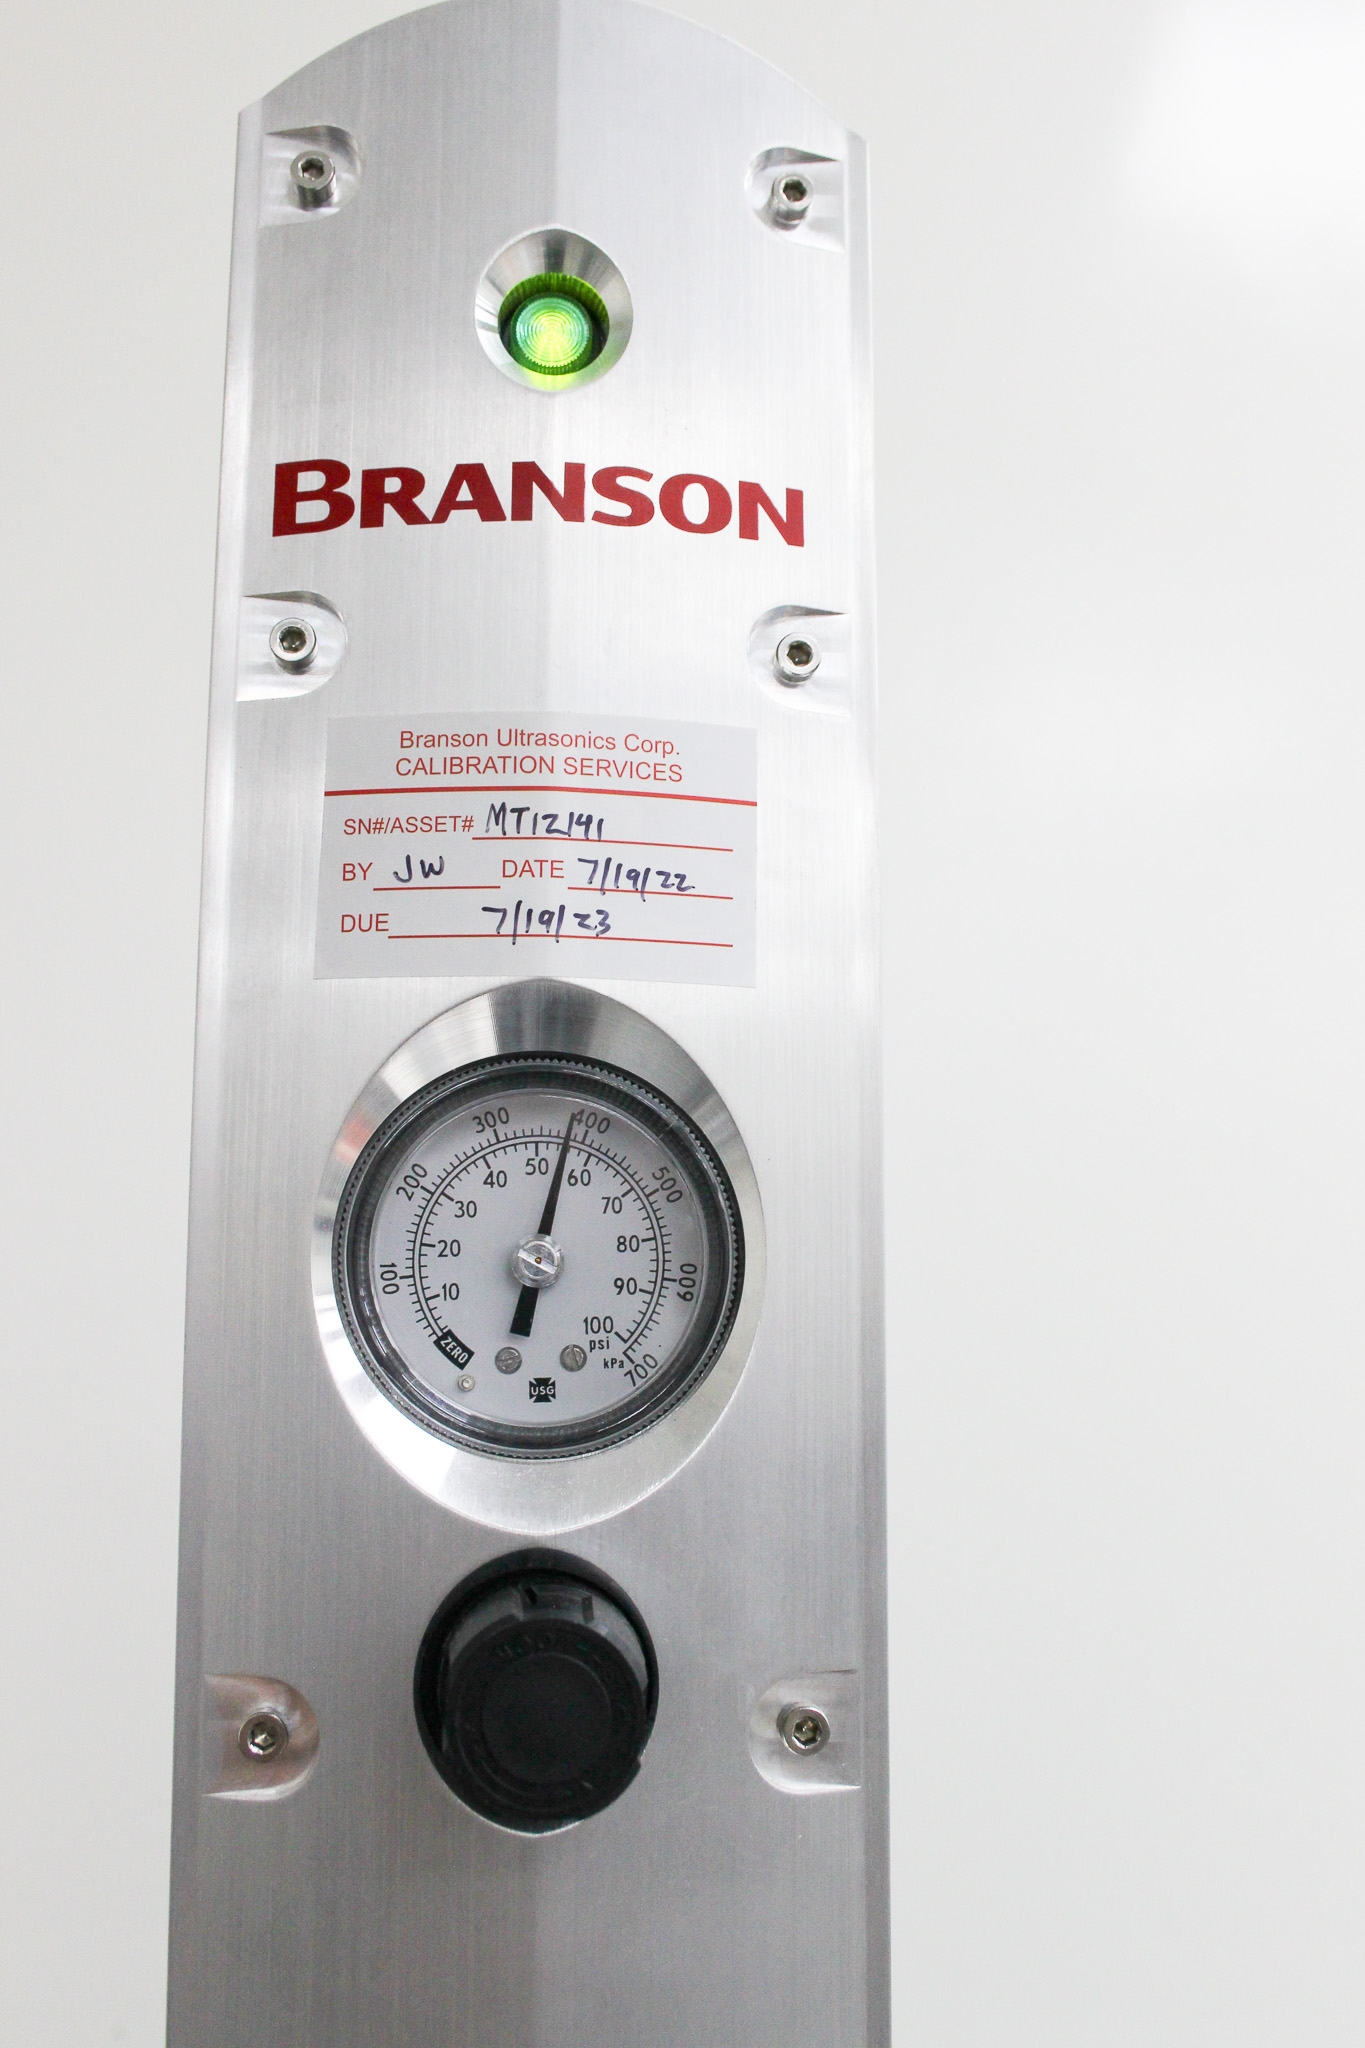 BRANSON
Branson Ultrasonics Corp.
CALIBRATION SERVICES
SN#/ASSET# MT12141
BY JW DATE 7/19/22
DUE 7/19/23
100 200 300 400 500 600 700
10 20 30 40 50 60 70 80 90 100
ZERO
psi
kPa
USG